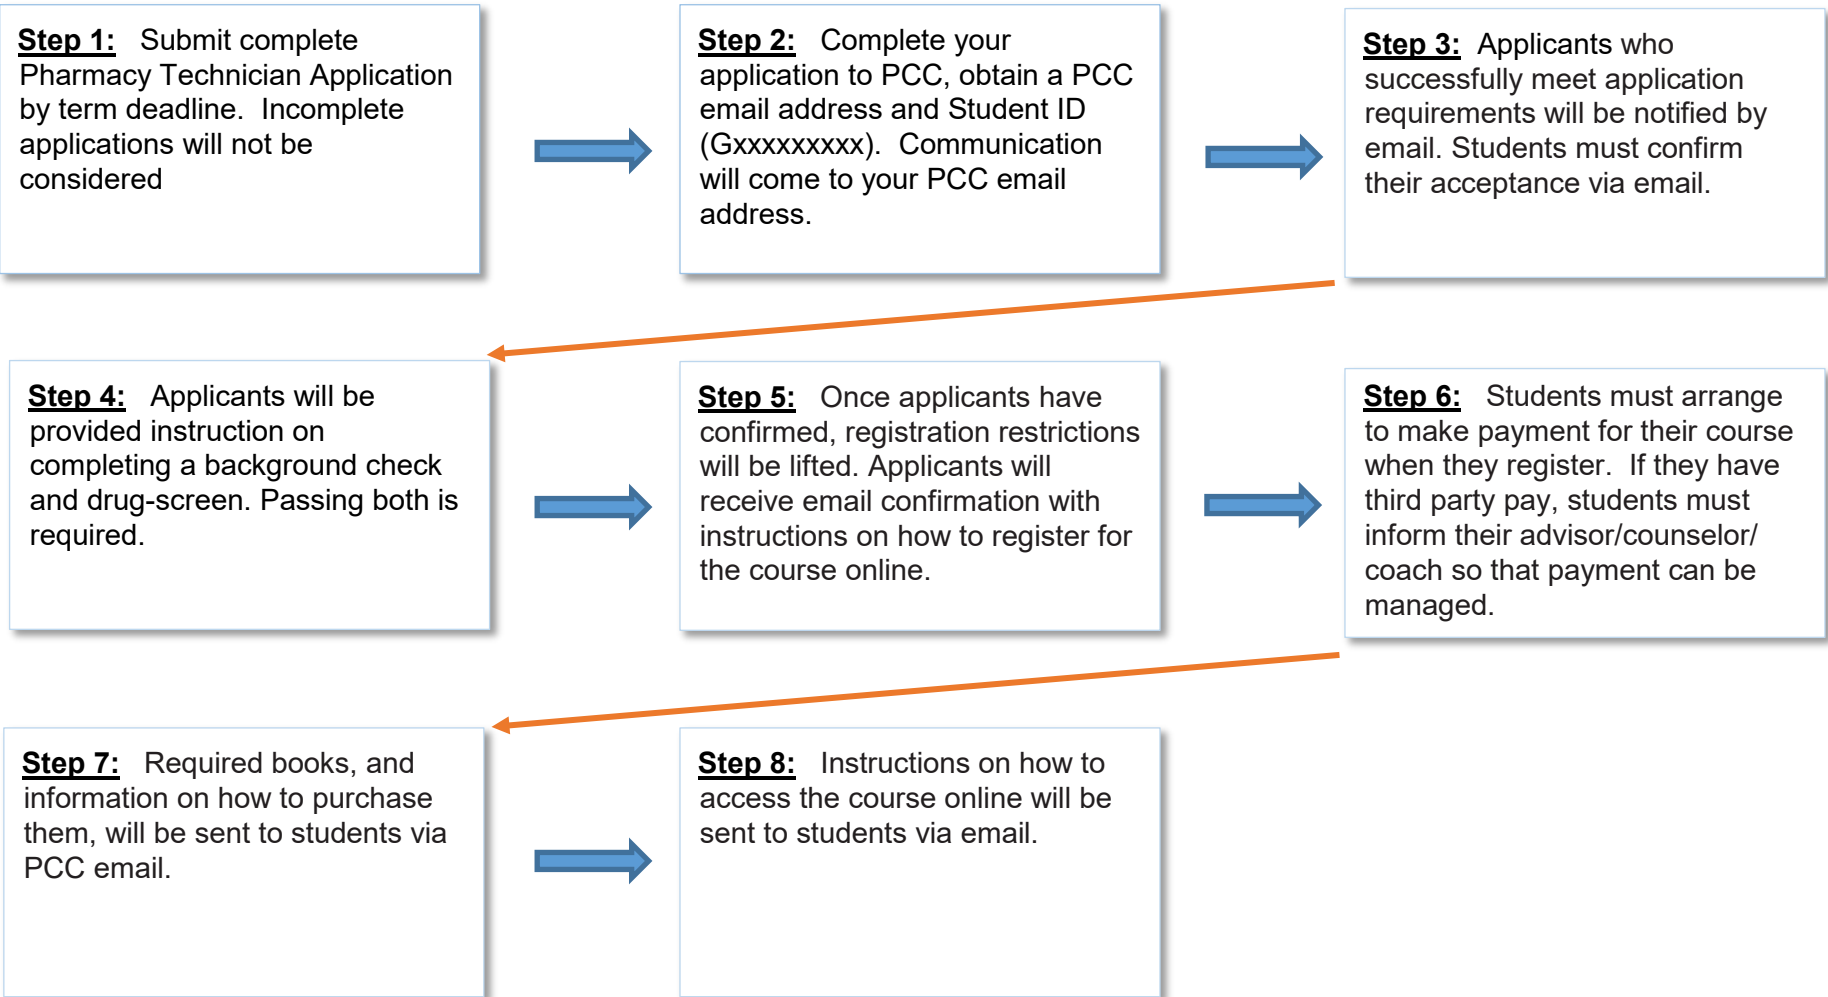 Step 1: Submit complete
Pharmacy Technician Application
by term deadline. Incomplete
applications will not be
considered
Step 2: Complete your
application to PCC, obtain a PCC
email address and Student ID
(Gxxxxxxxxx). Communication
will come to your PCC email
address.
Step 3: Applicants who
successfully meet application
requirements will be notified by
email. Students must confirm
their acceptance via email.
Step 4: Applicants will be
provided instruction on
completing a background check
and drug-screen. Passing both is
required.
Step 5: Once applicants have
confirmed, registration restrictions
will be lifted. Applicants will
receive email confirmation with
instructions on how to register for
the course online.
Step 6: Students must arrange
to make payment for their course
when they register. If they have
third party pay, students must
inform their advisor/counselor/
coach so that payment can be
managed.
Step 7: Required books, and
information on how to purchase
them, will be sent to students via
PCC email.
Step 8: Instructions on how to
access the course online will be
sent to students via email.